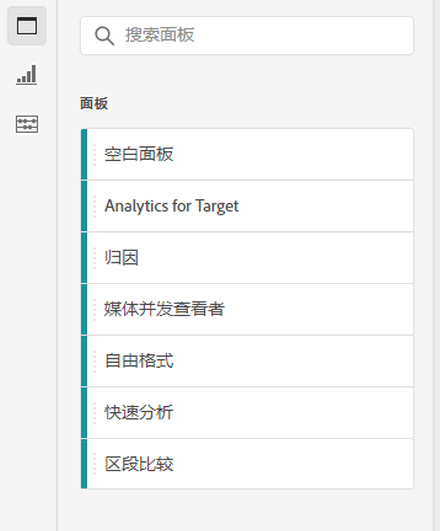 搜索面板
面板
空白面板
Analytics for Target
归因
媒体并发查看者
自由格式
快速分析
区段比较